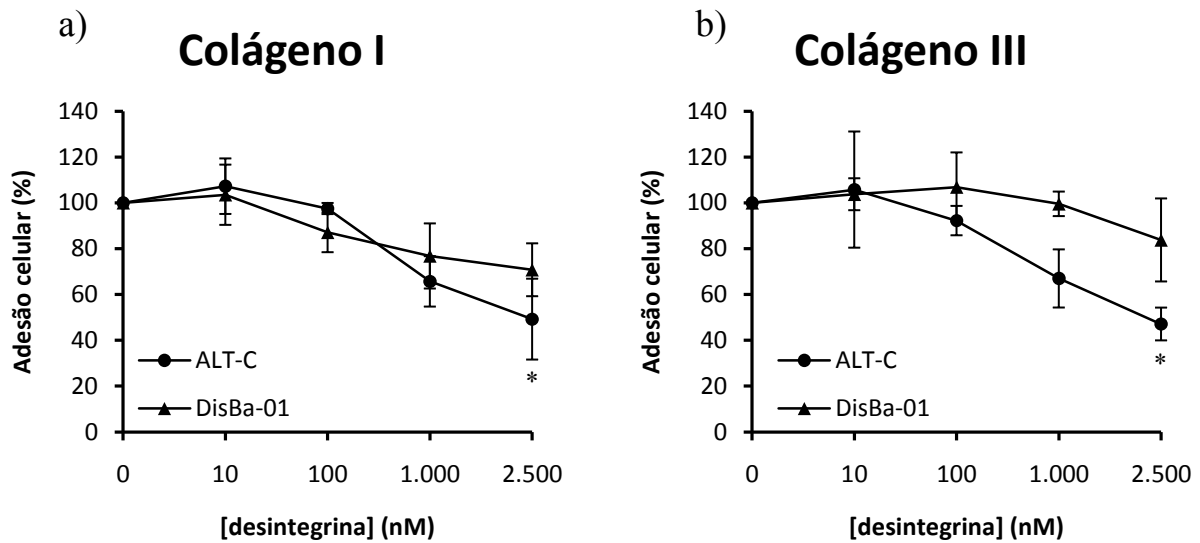 a)
Colágeno I
140
120
100
80
60
40
20
0
Adesão celular (%)
ALT-C
DisBa-01
*
0 10 100 1.000 2.500
[desintegrina] (nM)
b)
Colágeno III
140
120
100
80
60
40
20
0
Adesão celular (%)
ALT-C
DisBa-01
*
0 10 100 1.000 2.500
[desintegrina] (nM)